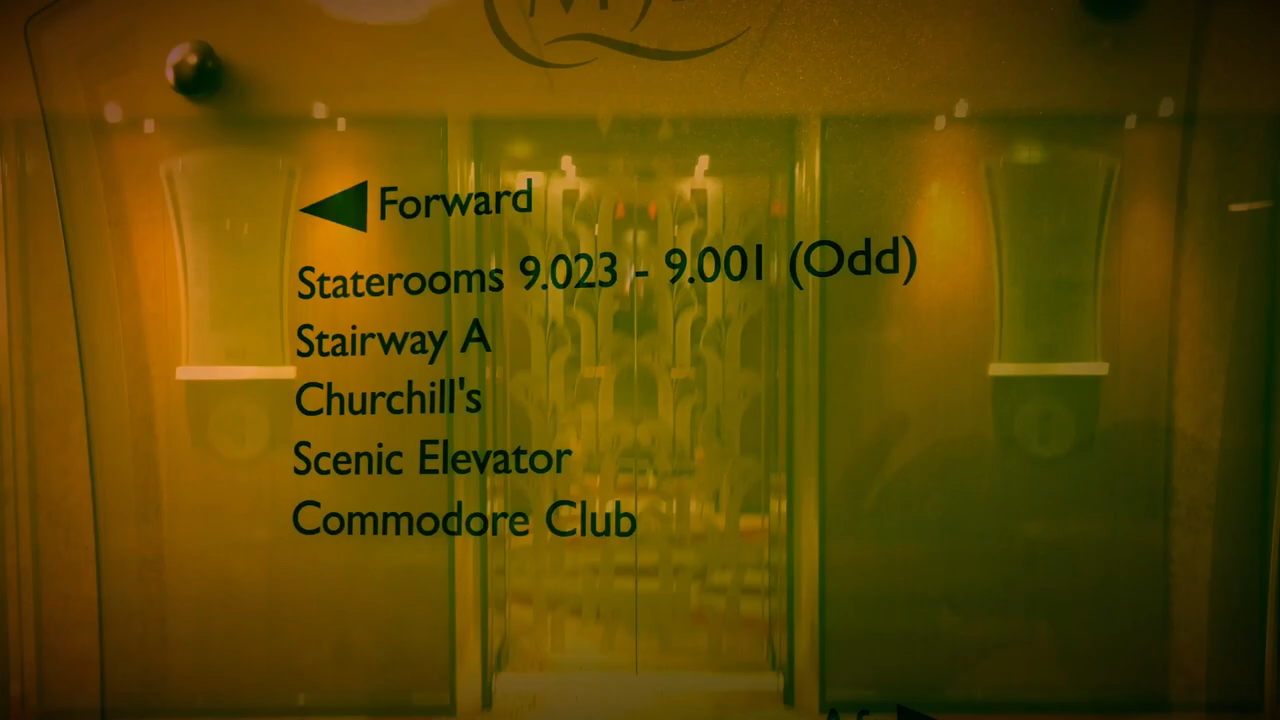 Forward
Staterooms 9.023 - 9.001 (Odd)
Stairway A
Churchill's
Scenic Elevator
Commodore Club